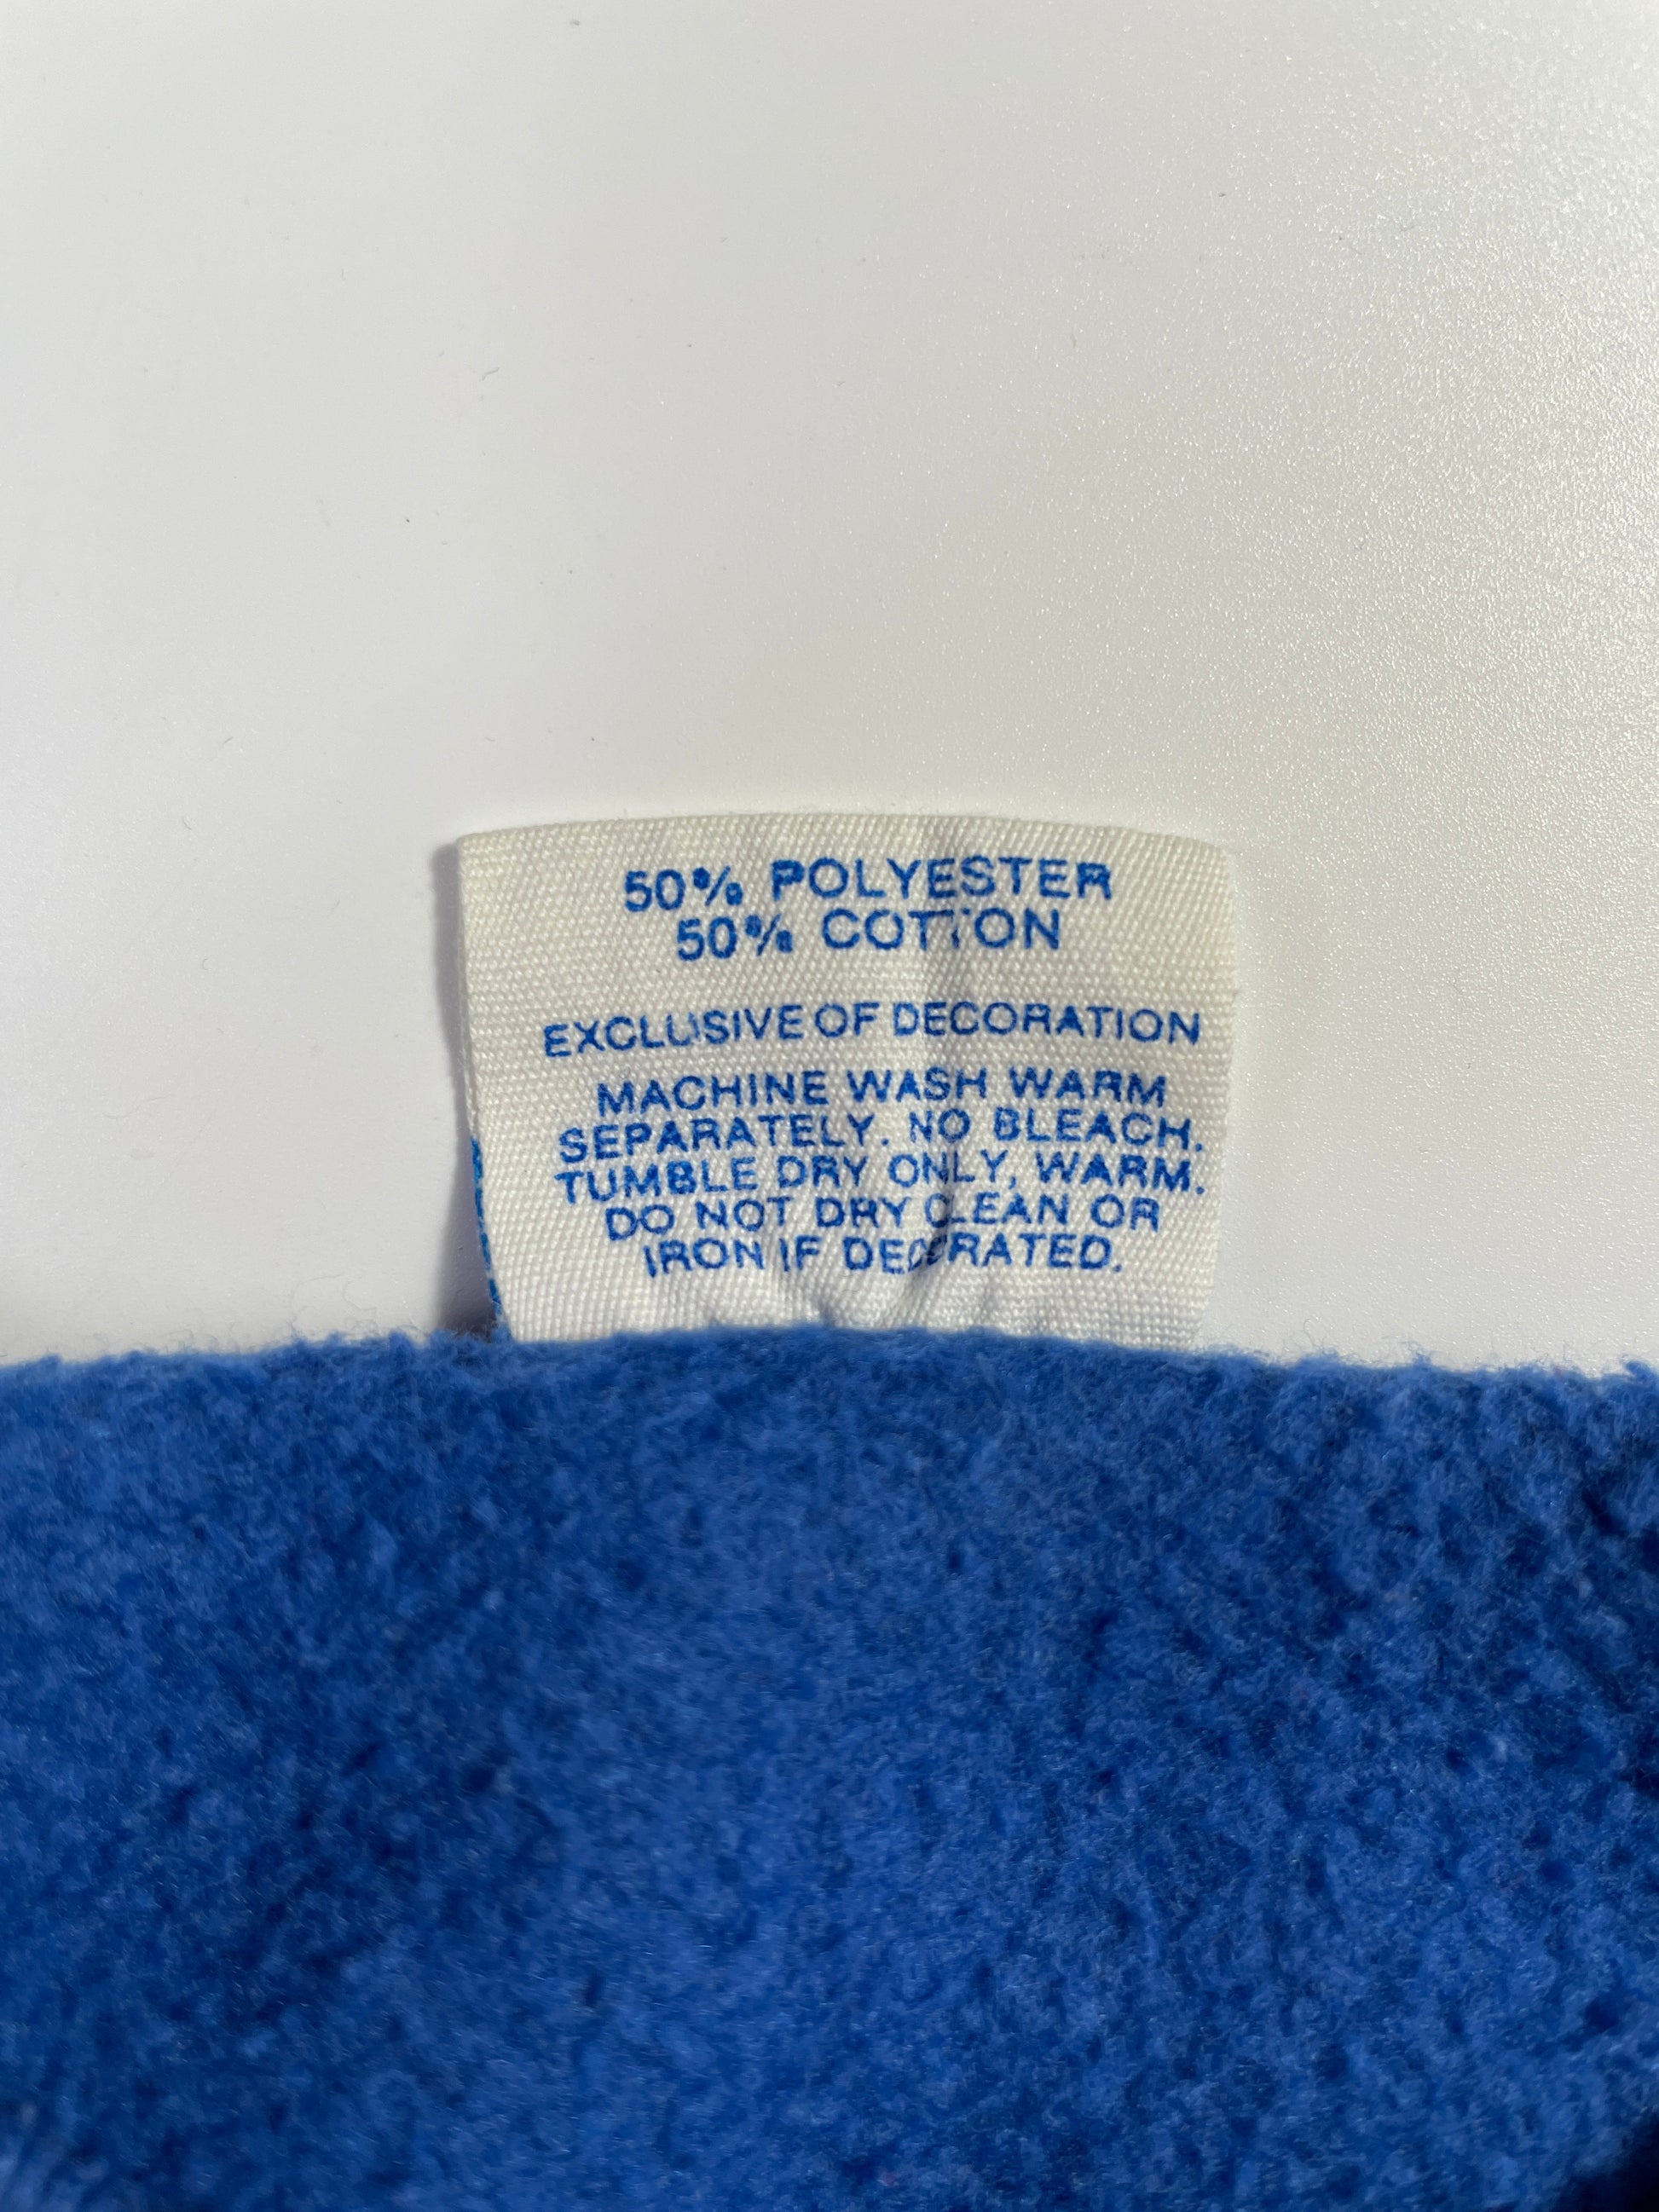 50% POLYESTER
50% COTTON
EXCLUSIVE OF DECORATION
MACHINE WASH WARM
SEPARATELY. NO BLEACH.
TUMBLE DRY ONLY, WARM.
DO NOT DRY CLEAN OR
IRON IF DECORATED.